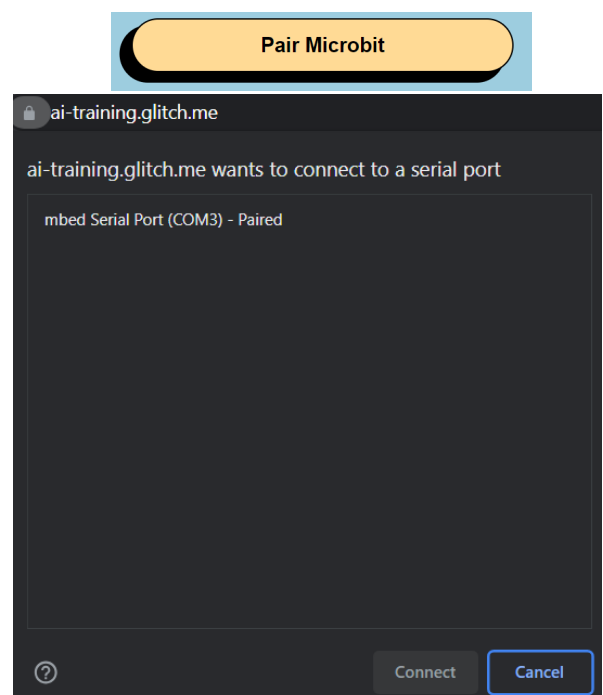 Pair Microbit
ai-training.glitch.me
ai-training.glitch.me wants to connect to a serial port
mbed Serial Port (COM3) - Paired
?
Connect Cancel